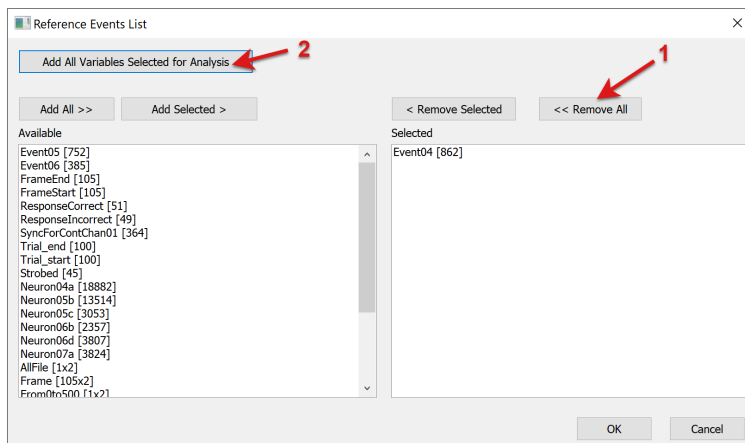 Reference Events List
2
Add All Variables Selected for Analysis
1
Add All >>
Add Selected >
< Remove Selected
<< Remove All
Available
Selected
Event05 [752]
Event06 [385]
FrameEnd [105]
FrameStart [105]
ResponseCorrect [51]
ResponseIncorrect [49]
SyncForContChan01 [364]
Trial_end [100]
Trial_start [100]
Strobed [45]
Neuron04a [18882]
Neuron05b [13514]
Neuron05c [3053]
Neuron06b [2357]
Neuron06d [3807]
Neuron07a [3824]
AllFile [1x2]
Frame [105x2]
From0to500 [1x2]
Event04 [862]
OK
Cancel